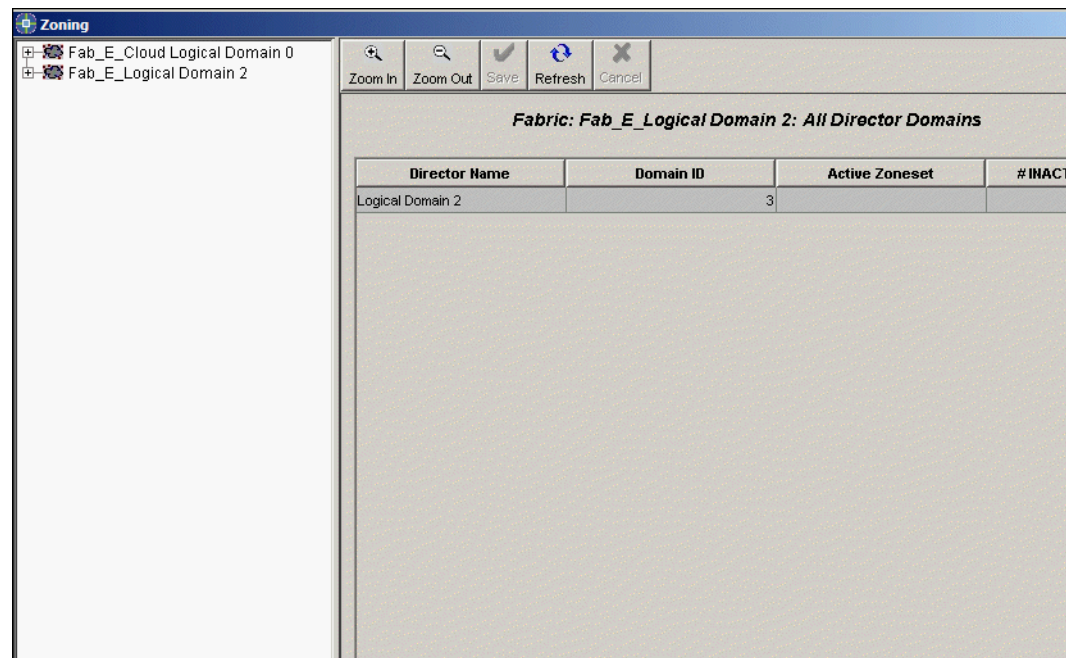 Zoning
Fab_E_Cloud Logical Domain 0
Fab_E_Logical Domain 2
Zoom In Zoom Out Save Refresh Cancel
Fabric: Fab_E_Logical Domain 2: All Director Domains
Director Name Domain ID Active Zoneset # INACT
Logical Domain 2 3